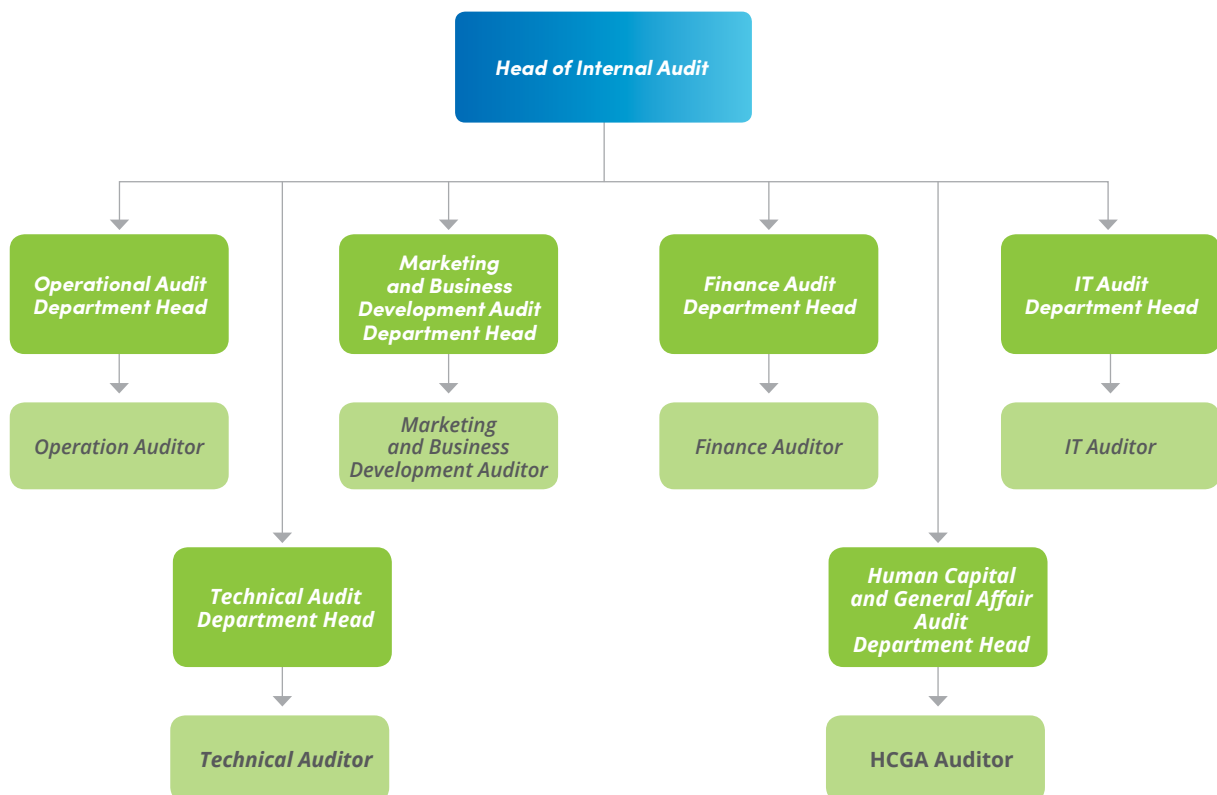 Head of Internal Audit
Operational Audit
Department Head
Marketing
and Business
Development Audit
Department Head
Finance Audit
Department Head
IT Audit
Department Head
Operation Auditor
Marketing
and Business
Development Auditor
Finance Auditor
IT Auditor
Technical Audit
Department Head
Human Capital
and General Affair
Audit
Department Head
Technical Auditor
HCGA Auditor